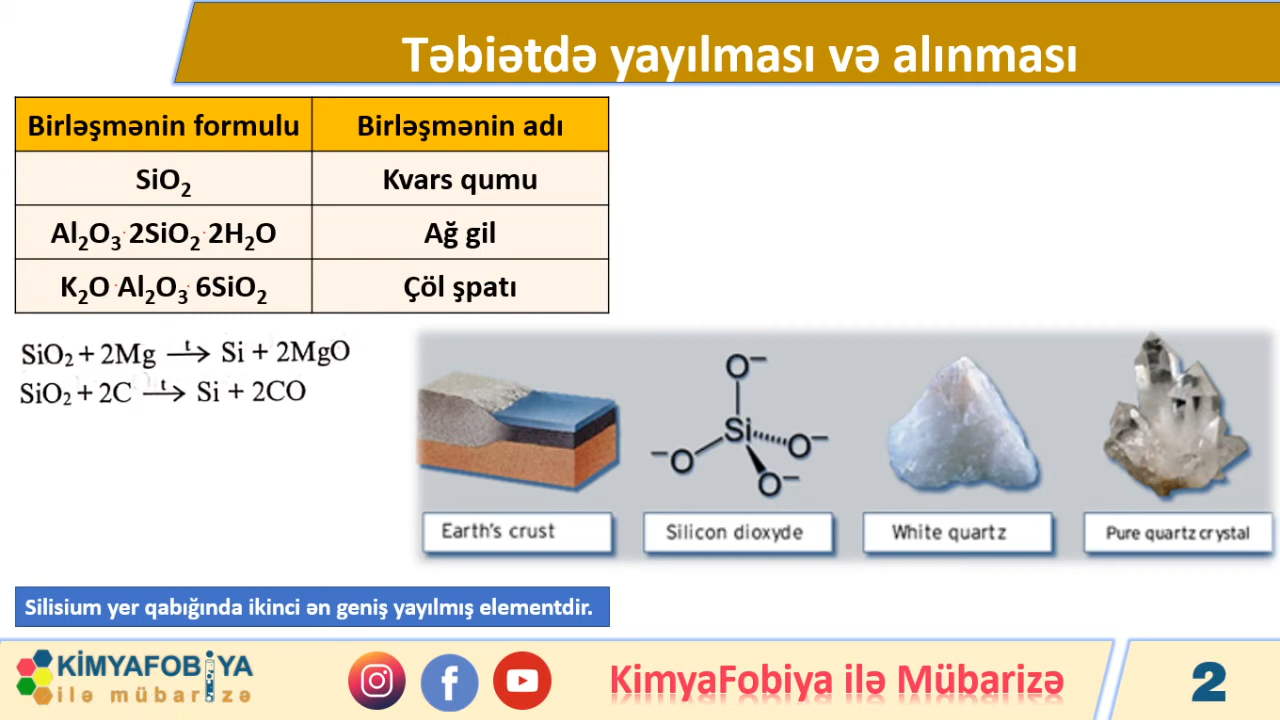 Təbiətdə yayılması və alınması
Birləşmənin formulu Birləşmənin adı
SiO₂ Kvars qumu
Al₂O₃·2SiO₂·2H₂O Ağ gil
K₂O·Al₂O₃·6SiO₂ Çöl şpatı
SiO₂ + 2Mg —t→ Si + 2MgO
SiO₂ + 2C —t→ Si + 2CO
O⁻
Si
⁻O O⁻
O⁻
Earth's crust
Silicon dioxyde
White quartz
Pure quartz crystal
Silisium yer qabığında ikinci ən geniş yayılmış elementdir.
KİMYAFOBİYA
ilə mübarizə
KimyaFobiya ilə Mübarizə
2